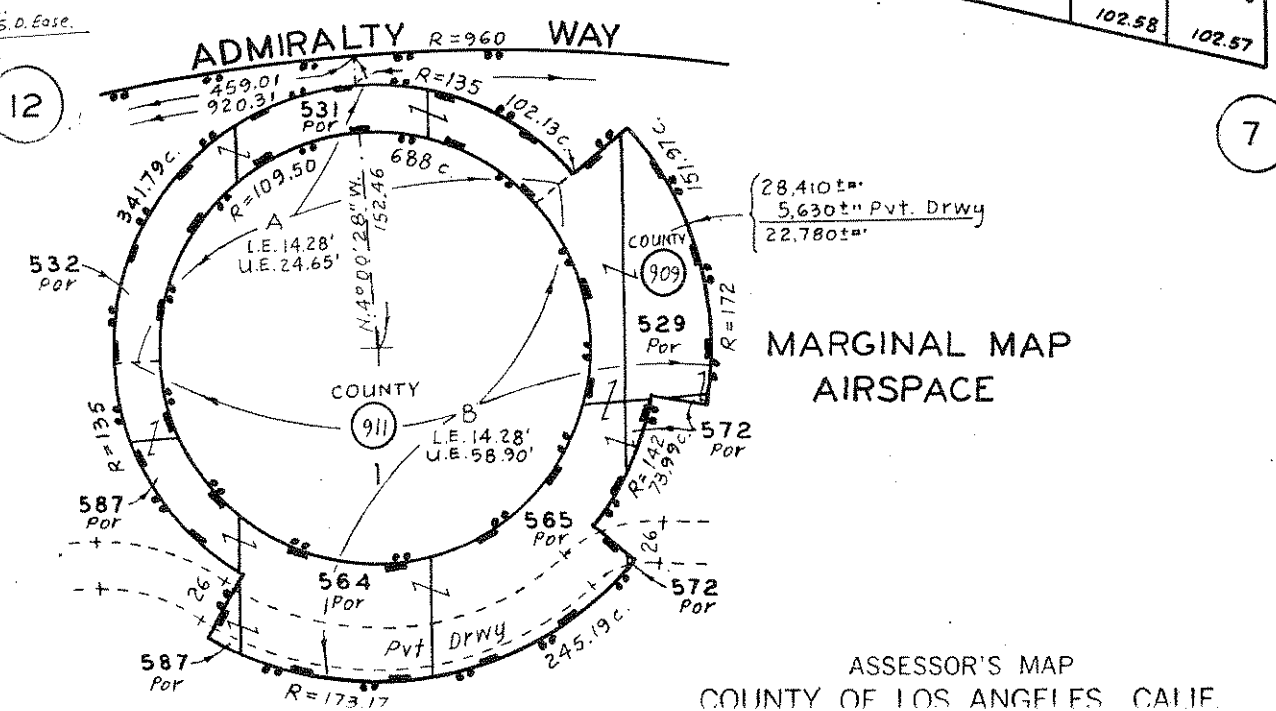 S.D. Ease.
12
ADMIRALTY WAY
R=960
459.01
920.31
R=135
102.13c.
102.58
102.57
7
531
Por
688 c.
R=109.50
341.79c.
N.4°00'28"W.
152.46
A
L.E. 14.28'
U.E. 24.65'
532
Por
151.97c.
28,410±
5,630± Pvt. Drwy
22,780±
COUNTY
909
529
Por
R=172
MARGINAL MAP
AIRSPACE
COUNTY
911
1
B
L.E. 14.28'
U.E. 58.90'
572
Por
R=142
73.99c.
R=135
587
Por
565
Por
26
572
Por
564
Por
26
Pvt Drwy
245.19c.
587
Por
R=173.17
ASSESSOR'S MAP
COUNTY OF LOS ANGELES, CALIF.